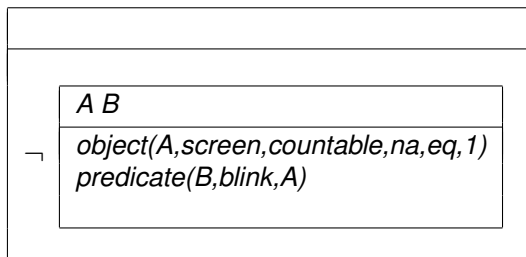 A B
¬
object(A,screen,countable,na,eq,1)
predicate(B,blink,A)